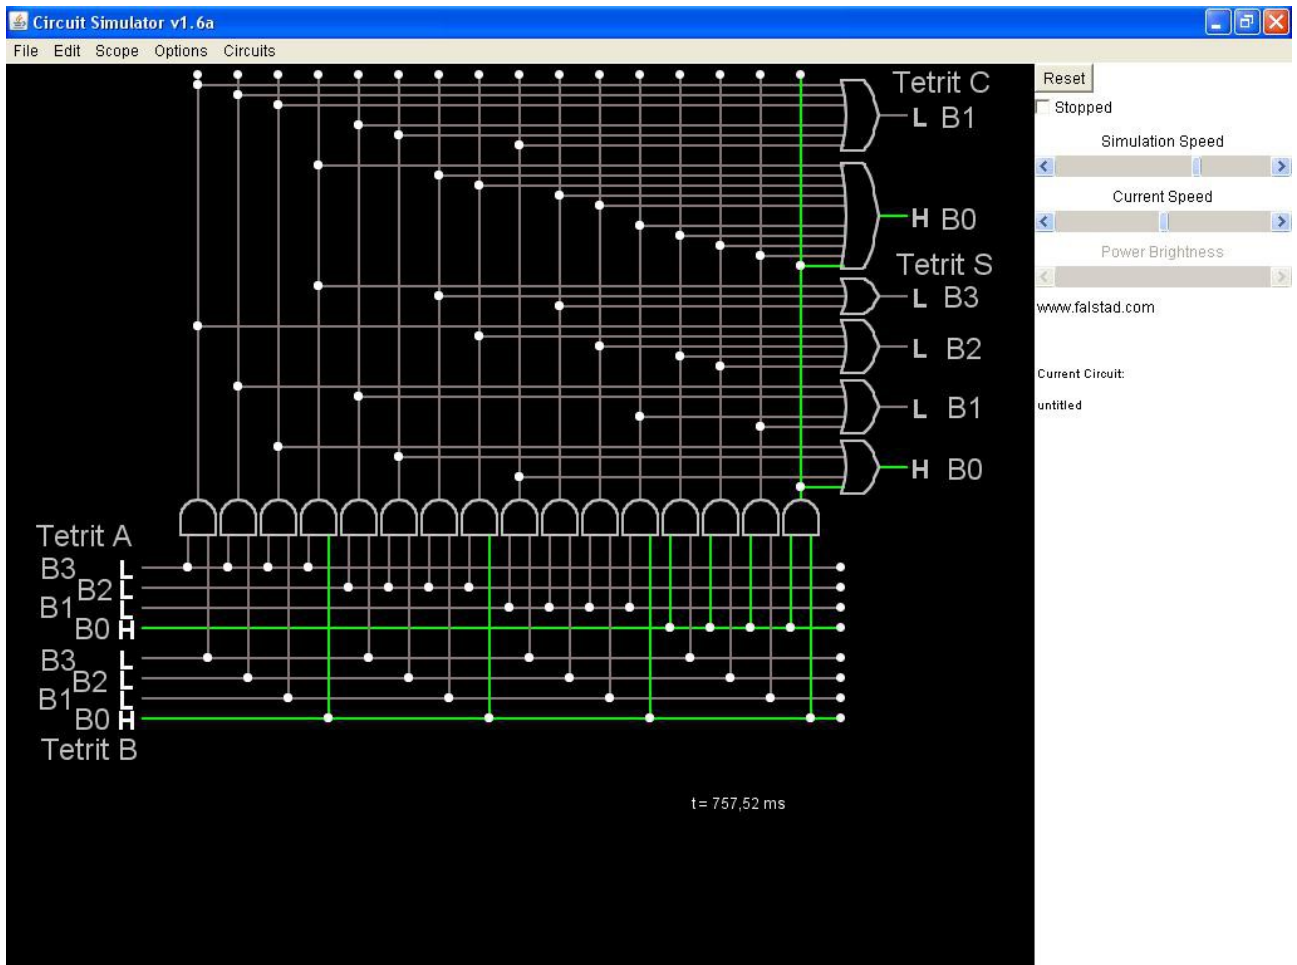 Circuit Simulator v1.6a
File Edit Scope Options Circuits
Reset
Stopped
Simulation Speed
Current Speed
Power Brightness
www.falstad.com
Current Circuit:
untitled
Tetrit C
L B1
H B0
Tetrit S
L B3
L B2
L B1
H B0
Tetrit A
B3 L
B2 L
B1 L
B0 H
B3 L
B2 L
B1 L
B0 H
Tetrit B
t= 757,52 ms